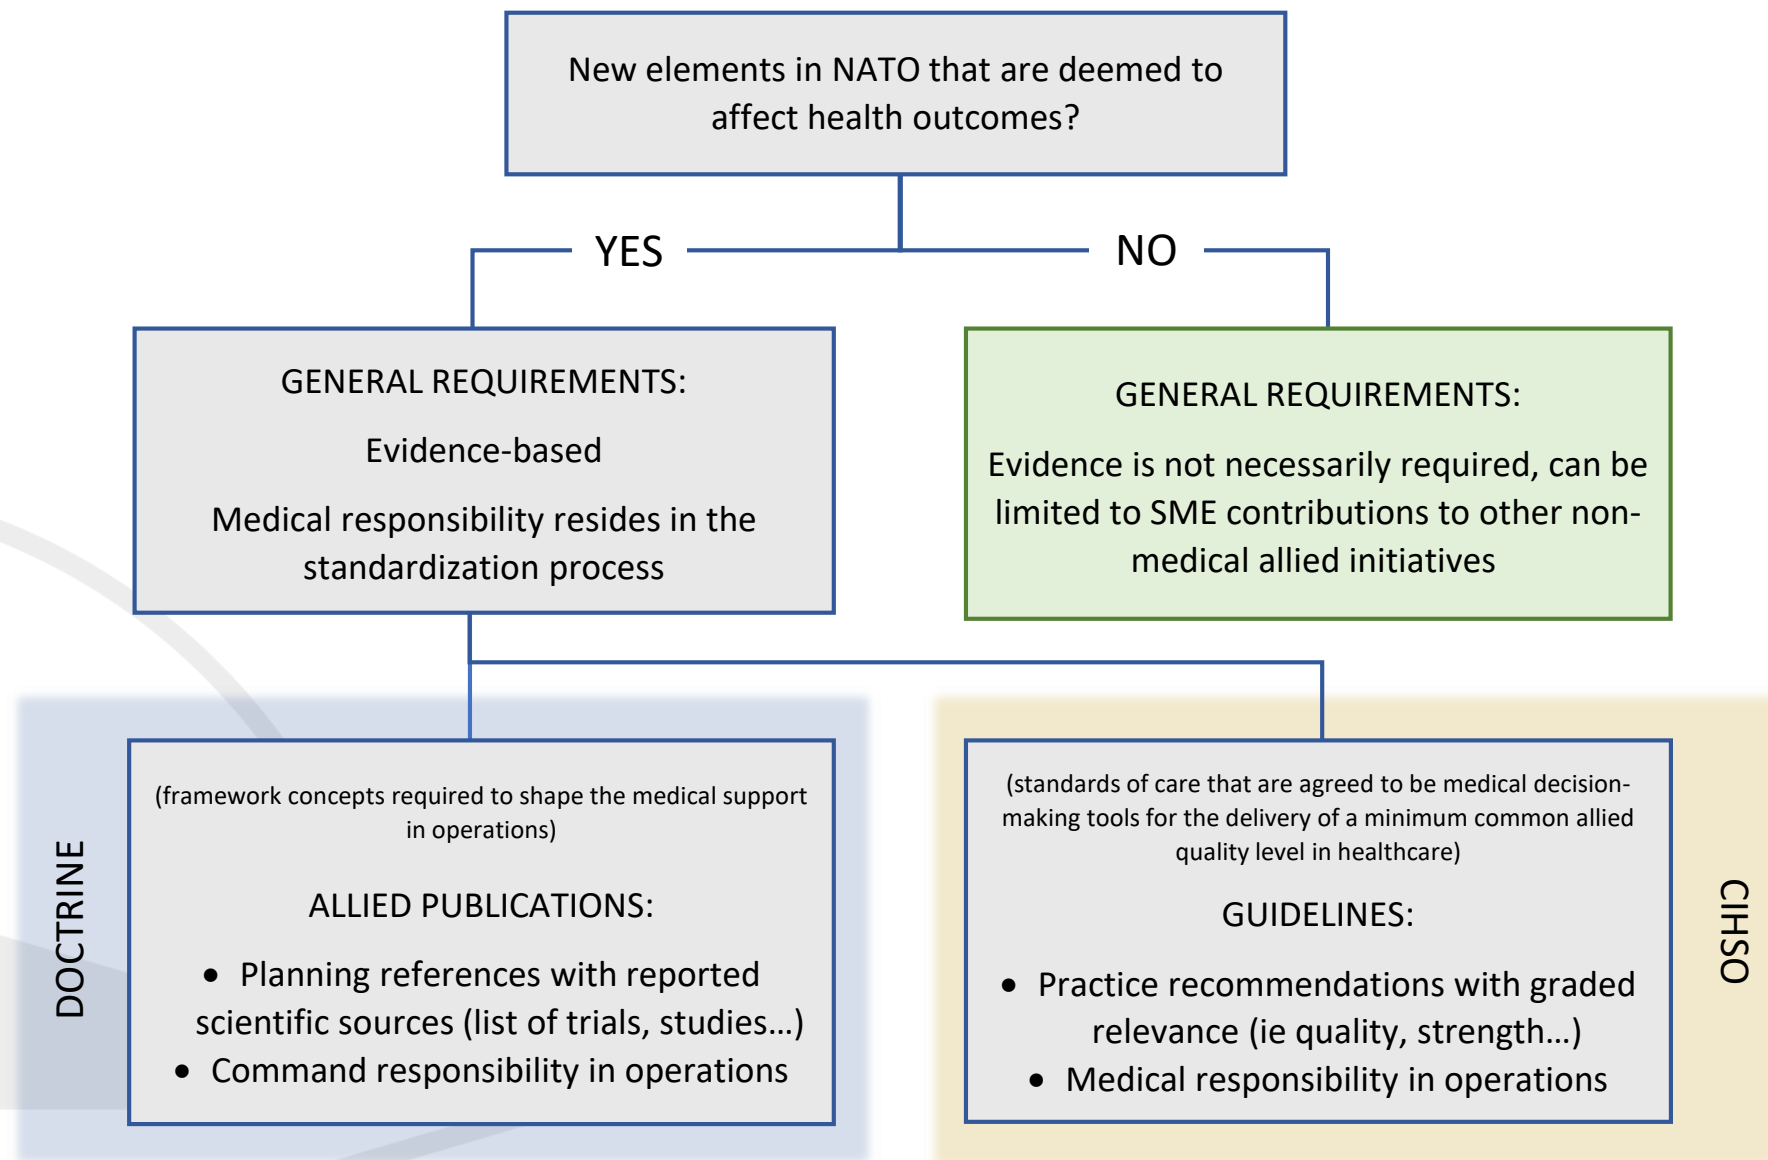 New elements in NATO that are deemed to
affect health outcomes?
YES
NO
GENERAL REQUIREMENTS:
Evidence-based
Medical responsibility resides in the
standardization process
GENERAL REQUIREMENTS:
Evidence is not necessarily required, can be
limited to SME contributions to other non-
medical allied initiatives
DOCTRINE
(framework concepts required to shape the medical support
in operations)
ALLIED PUBLICATIONS:
• Planning references with reported
scientific sources (list of trials, studies…)
• Command responsibility in operations
(standards of care that are agreed to be medical decision-
making tools for the delivery of a minimum common allied
quality level in healthcare)
GUIDELINES:
• Practice recommendations with graded
relevance (ie quality, strength…)
• Medical responsibility in operations
CIHSO